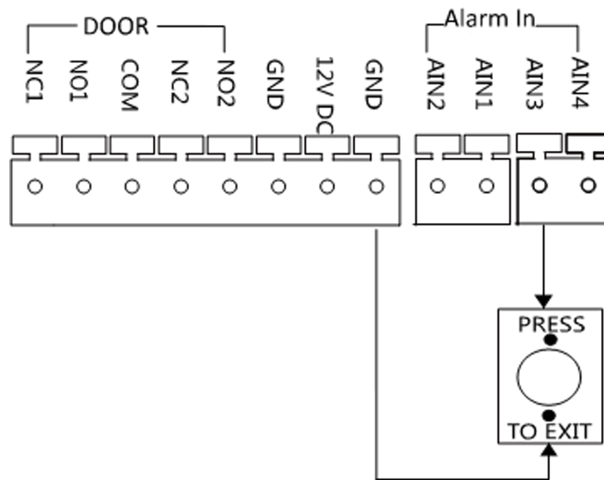 DOOR
Alarm In
NC1
NO1
COM
NC2
NO2
GND
12V DC
GND
AIN2
AIN1
AIN3
AIN4
PRESS
TO EXIT